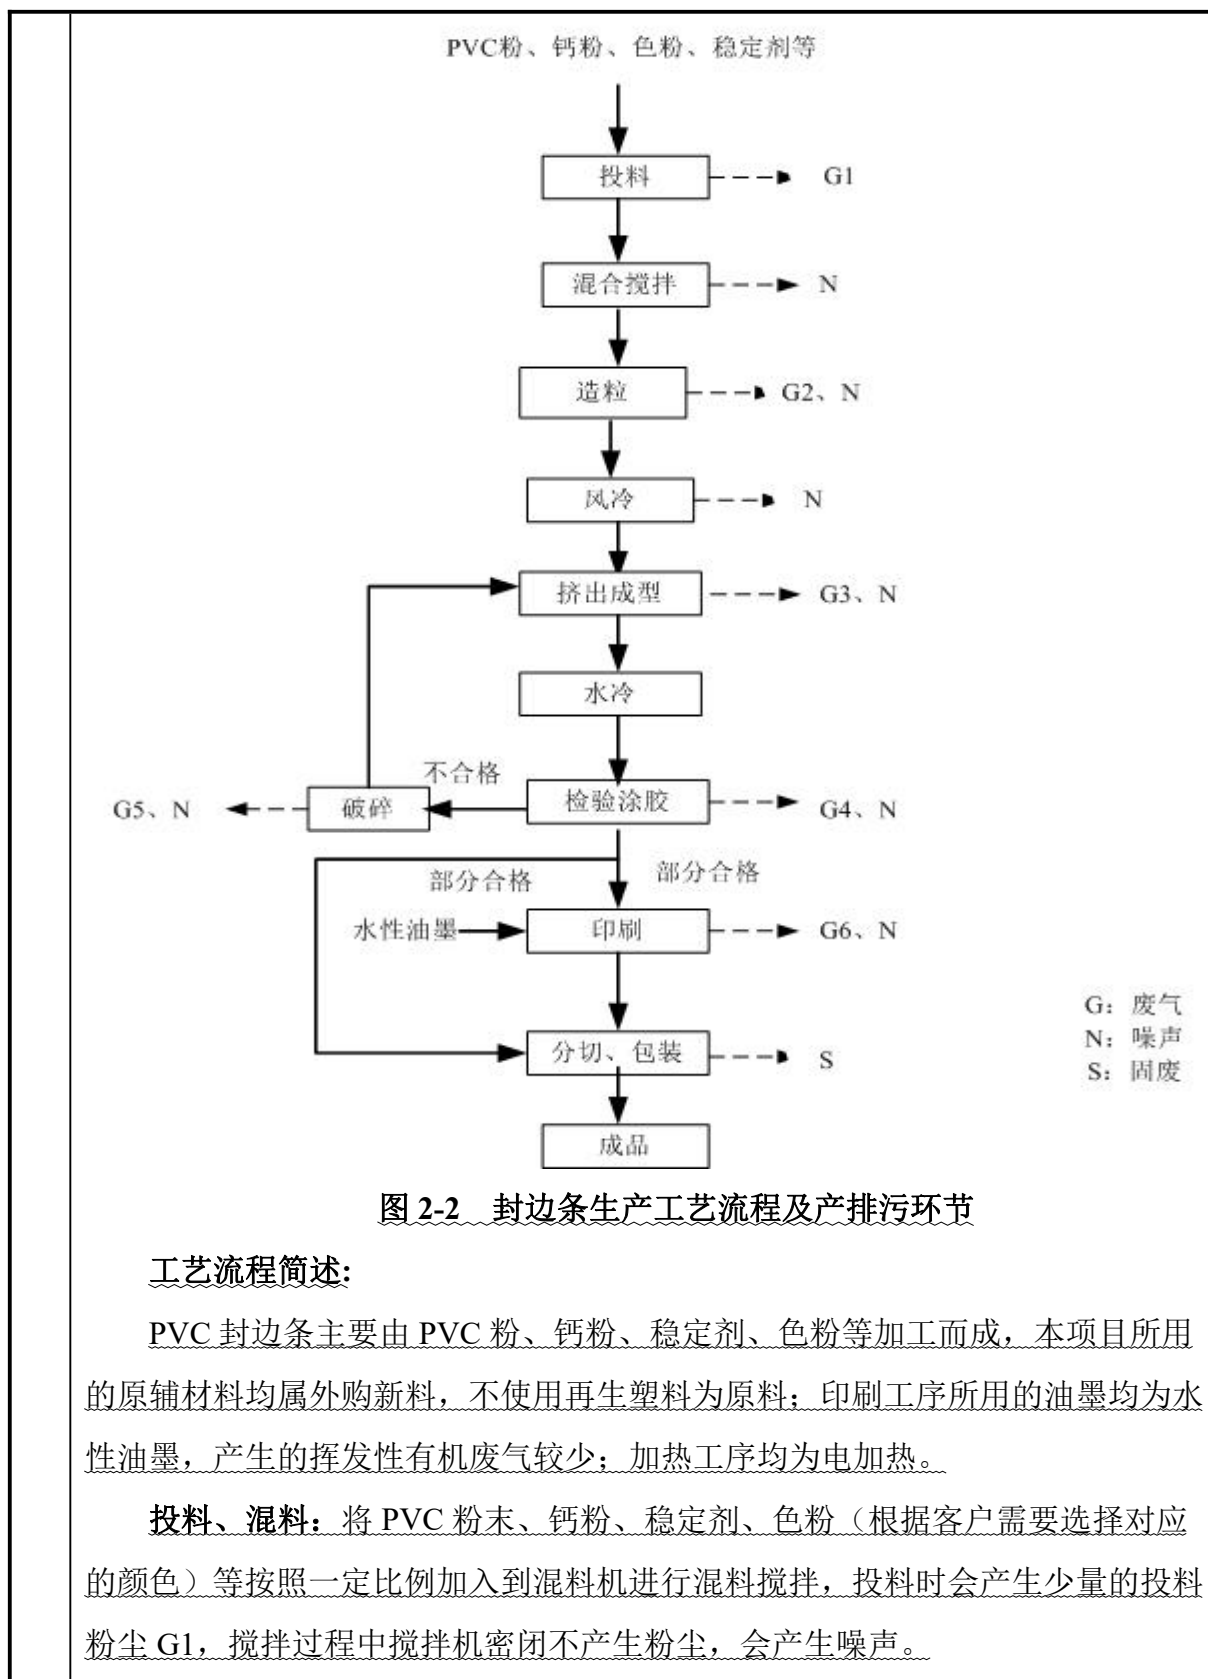 PVC粉、钙粉、色粉、稳定剂等
投料
G1
混合搅拌
N
造粒
G2、N
风冷
N
挤出成型
G3、N
水冷
不合格
G5、N
破碎
检验涂胶
G4、N
部分合格
部分合格
水性油墨
印刷
G6、N
G：废气
N：噪声
S：固废
分切、包装
S
成品
图 2-2 封边条生产工艺流程及产排污环节
工艺流程简述:
PVC 封边条主要由 PVC 粉、钙粉、稳定剂、色粉等加工而成，本项目所用
的原辅材料均属外购新料，不使用再生塑料为原料；印刷工序所用的油墨均为水
性油墨，产生的挥发性有机废气较少；加热工序均为电加热。
投料、混料：将 PVC 粉末、钙粉、稳定剂、色粉（根据客户需要选择对应
的颜色）等按照一定比例加入到混料机进行混料搅拌，投料时会产生少量的投料
粉尘 G1，搅拌过程中搅拌机密闭不产生粉尘，会产生噪声。